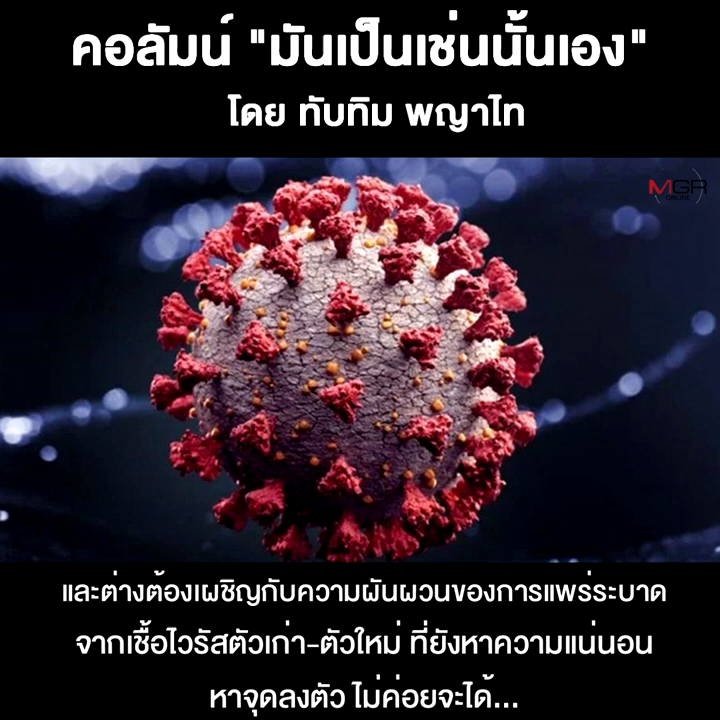 คอลัมน์ "มันเป็นเช่นนั้นเอง"
โดย ทับทิม พญาไท
MGR
ONLINE
และต่างต้องเผชิญกับความผันผวนของการแพร่ระบาด
จากเชื้อไวรัสตัวเก่า-ตัวใหม่ ที่ยังหาความแน่นอน
หาจุดลงตัว ไม่ค่อยจะได้...